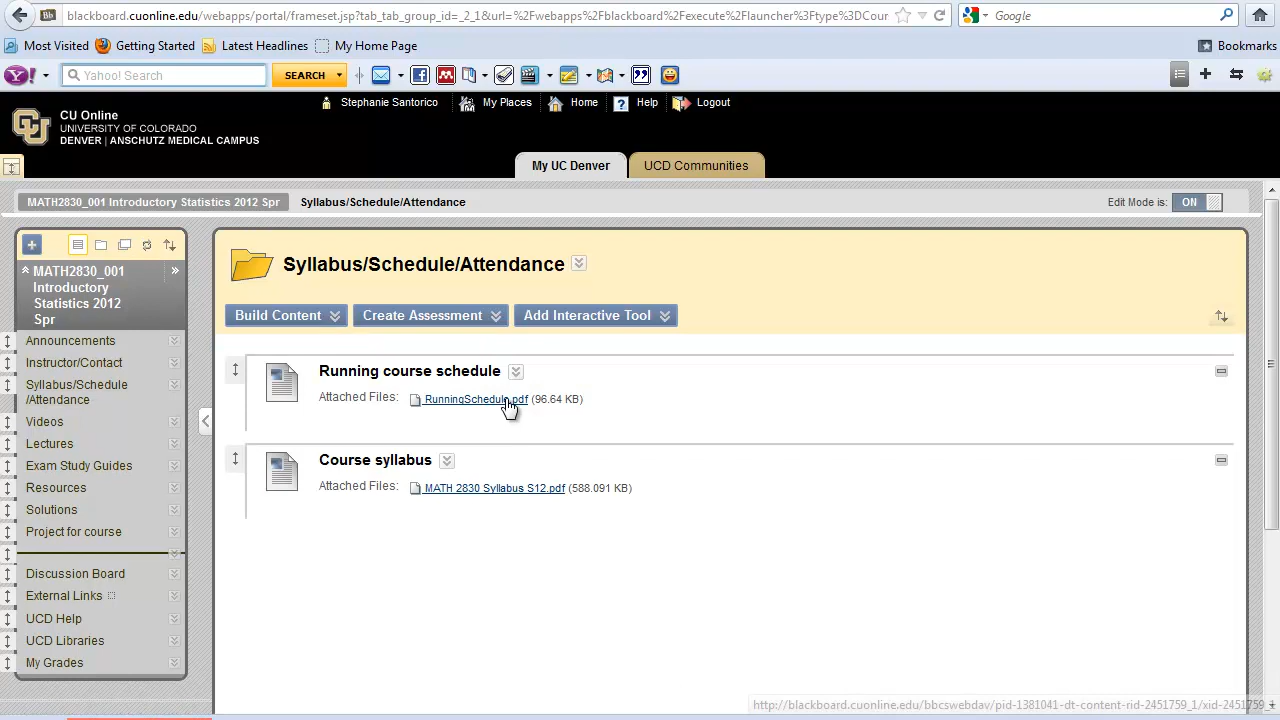 blackboard.cuonline.edu/webapps/portal/frameset.jsp?tab_tab_group_id=_2_1&url=%2Fwebapps%2Fblackboard%2Fexecute%2Flauncher%3Ftype%3DCour
Google
Most Visited Getting Started Latest Headlines My Home Page Bookmarks
Y! Yahoo! Search SEARCH
Stephanie Santorico My Places Home Help Logout
CU Online
UNIVERSITY OF COLORADO
DENVER | ANSCHUTZ MEDICAL CAMPUS
My UC Denver UCD Communities
MATH2830_001 Introductory Statistics 2012 Spr Syllabus/Schedule/Attendance Edit Mode is: ON
MATH2830_001
Introductory
Statistics 2012
Spr
Announcements
Instructor/Contact
Syllabus/Schedule
/Attendance
Videos
Lectures
Exam Study Guides
Resources
Solutions
Project for course
Discussion Board
External Links
UCD Help
UCD Libraries
My Grades
Syllabus/Schedule/Attendance
Build Content Create Assessment Add Interactive Tool
Running course schedule
Attached Files: RunningSchedule.pdf (96.64 KB)
Course syllabus
Attached Files: MATH 2830 Syllabus S12.pdf (588.091 KB)
http://blackboard.cuonline.edu/bbcswebdav/pid-1381041-dt-content-rid-2451759_1/xid-2451759_